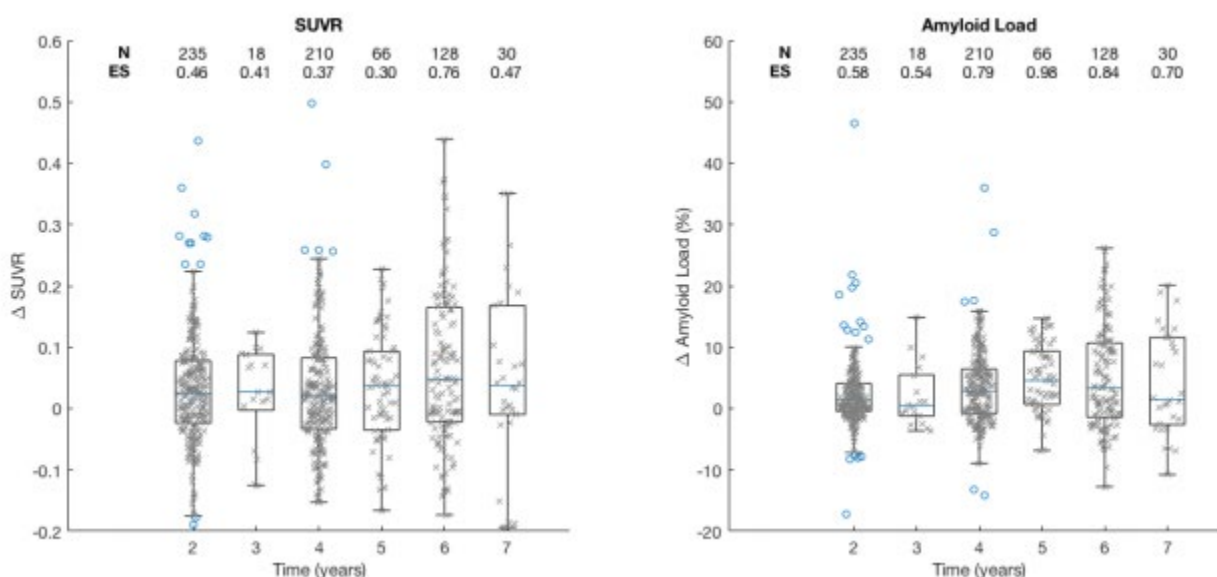 SUVR
N 235 18 210 66 128 30
ES 0.46 0.41 0.37 0.30 0.76 0.47
0.6
0.5
0.4
0.3
0.2
0.1
0
-0.1
-0.2
Δ SUVR
2 3 4 5 6 7
Time (years)
Amyloid Load
N 235 18 210 66 128 30
ES 0.58 0.54 0.79 0.98 0.84 0.70
60
50
40
30
20
10
0
-10
-20
Δ Amyloid Load (%)
2 3 4 5 6 7
Time (years)